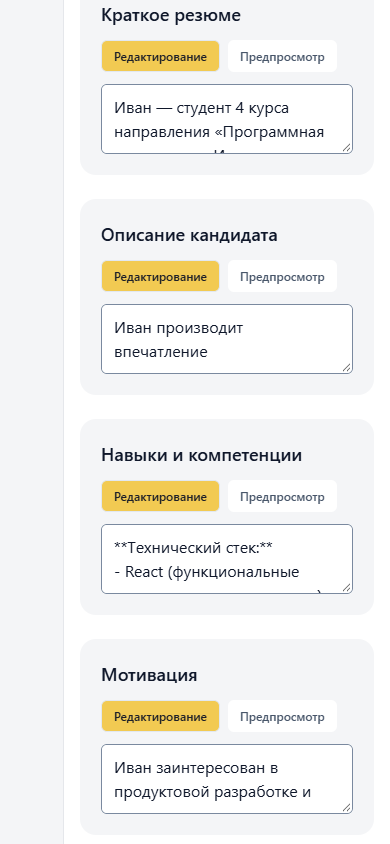 Краткое резюме
Редактирование Предпросмотр
Иван — студент 4 курса
направления «Программная
Описание кандидата
Редактирование Предпросмотр
Иван производит
впечатление
Навыки и компетенции
Редактирование Предпросмотр
**Технический стек:**
- React (функциональные
Мотивация
Редактирование Предпросмотр
Иван заинтересован в
продуктовой разработке и